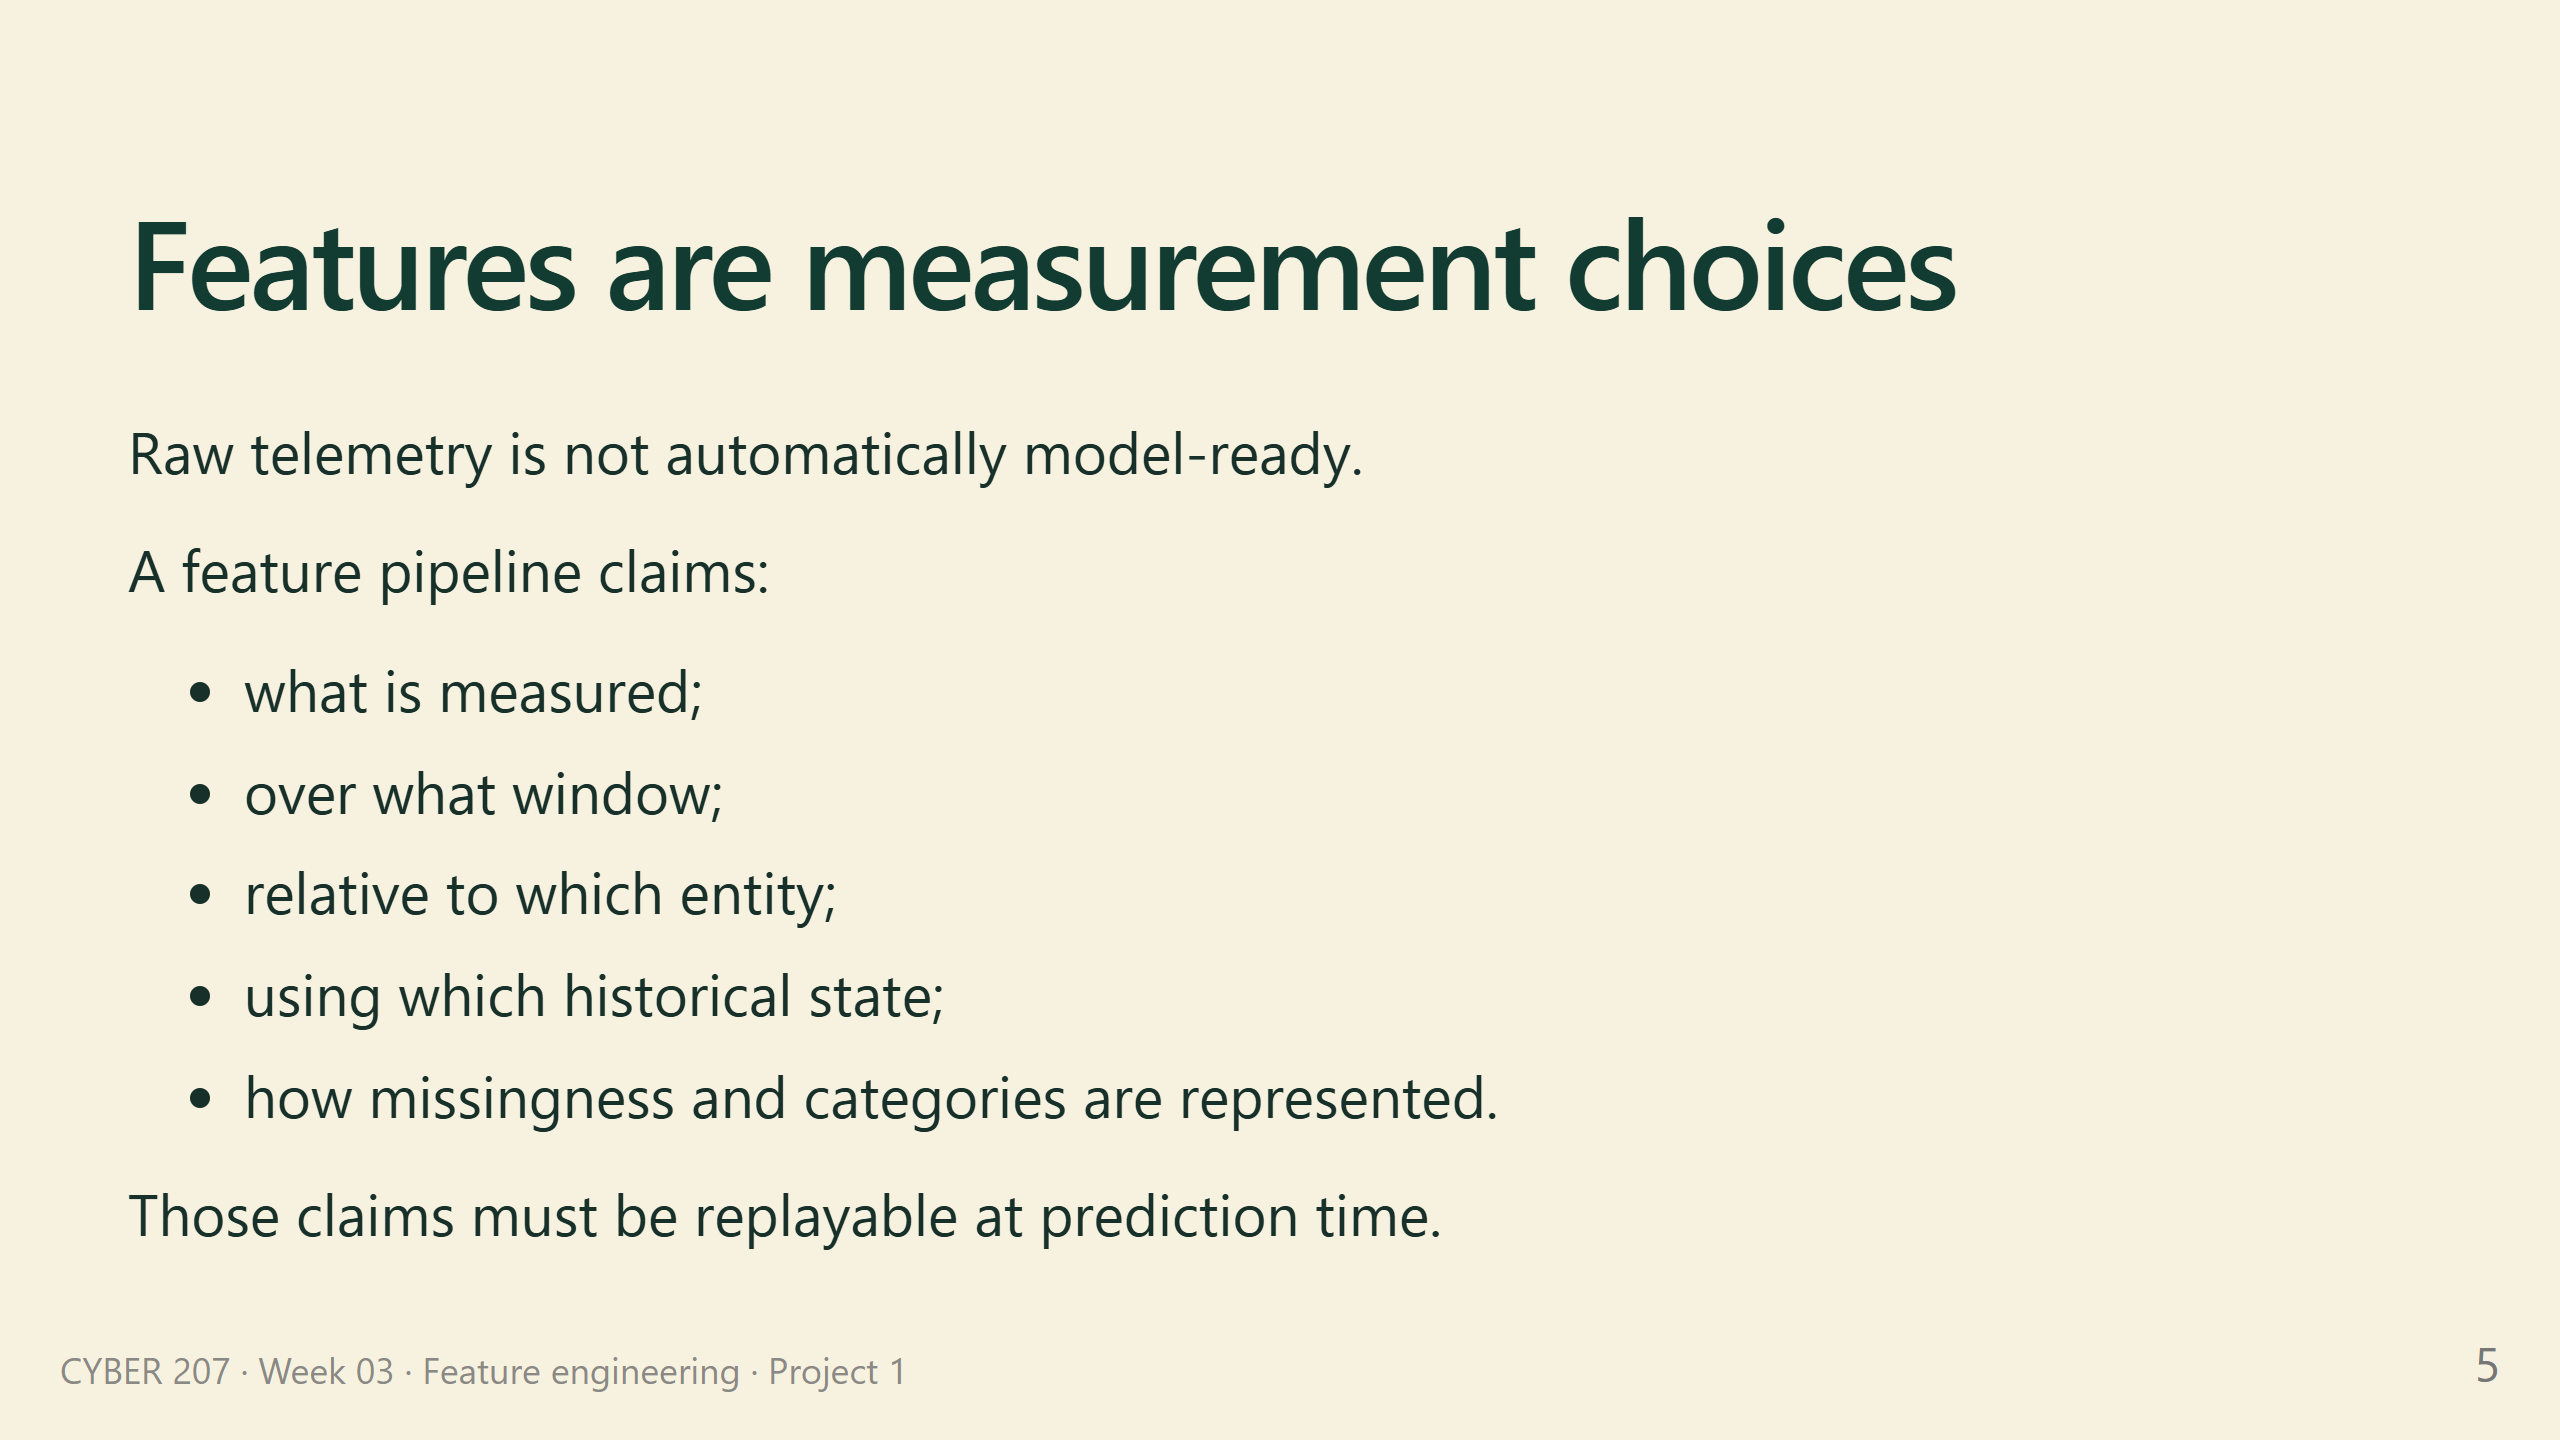 Features are measurement choices
Raw telemetry is not automatically model-ready.
A feature pipeline claims:
• what is measured;
• over what window;
• relative to which entity;
• using which historical state;
• how missingness and categories are represented.
Those claims must be replayable at prediction time.
CYBER 207 · Week 03 · Feature engineering · Project 1
5